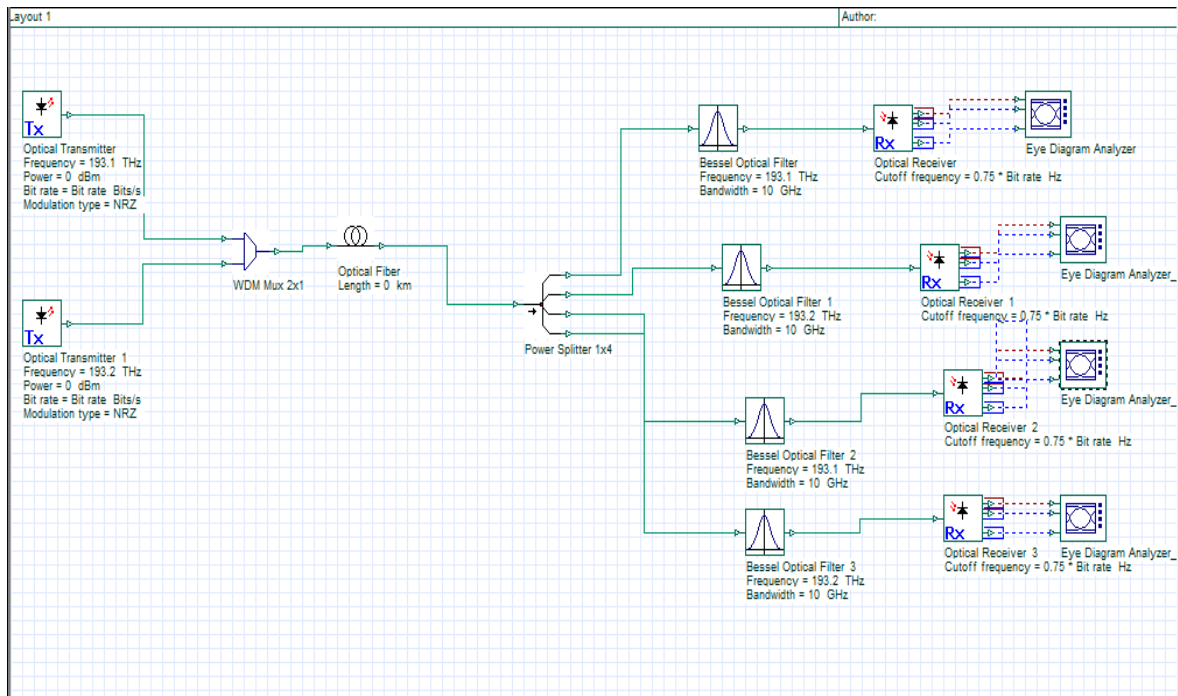 Layout 1
Author:
Tx
Optical Transmitter
Frequency = 193.1 THz
Power = 0 dBm
Bit rate = Bit rate Bits/s
Modulation type = NRZ
Tx
Optical Transmitter 1
Frequency = 193.2 THz
Power = 0 dBm
Bit rate = Bit rate Bits/s
Modulation type = NRZ
WDM Mux 2x1
Optical Fiber
Length = 0 km
Power Splitter 1x4
Bessel Optical Filter
Frequency = 193.1 THz
Bandwidth = 10 GHz
Rx
Optical Receiver
Cutoff frequency = 0.75 * Bit rate Hz
Eye Diagram Analyzer
Bessel Optical Filter 1
Frequency = 193.2 THz
Bandwidth = 10 GHz
Rx
Optical Receiver 1
Cutoff frequency = 0.75 * Bit rate Hz
Eye Diagram Analyzer_
Bessel Optical Filter 2
Frequency = 193.1 THz
Bandwidth = 10 GHz
Rx
Optical Receiver 2
Cutoff frequency = 0.75 * Bit rate Hz
Eye Diagram Analyzer_
Bessel Optical Filter 3
Frequency = 193.2 THz
Bandwidth = 10 GHz
Rx
Optical Receiver 3
Cutoff frequency = 0.75 * Bit rate Hz
Eye Diagram Analyzer_